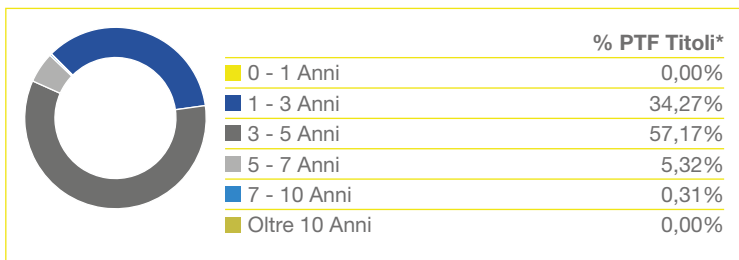 % PTF Titoli*
0 - 1 Anni 0,00%
1 - 3 Anni 34,27%
3 - 5 Anni 57,17%
5 - 7 Anni 5,32%
7 - 10 Anni 0,31%
Oltre 10 Anni 0,00%